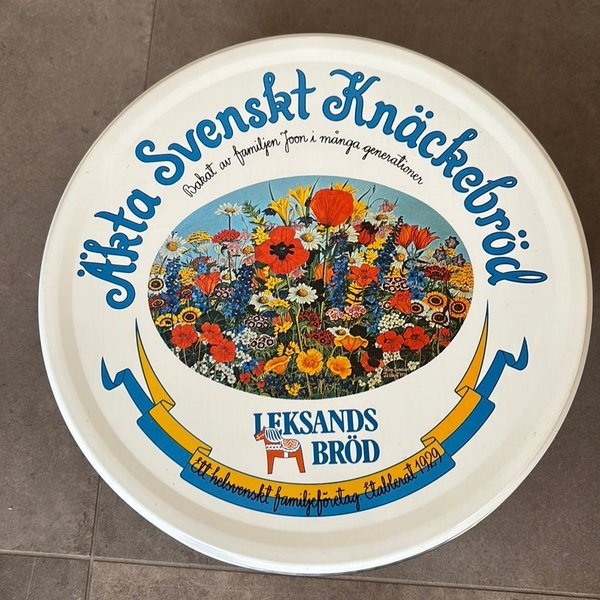 Äkta Svenskt Knäckebröd
Bakat av familjen Joon i många generationer
LEKSANDS
BRÖD
Ett helsvenskt familjeföretag. Etablerat 1929